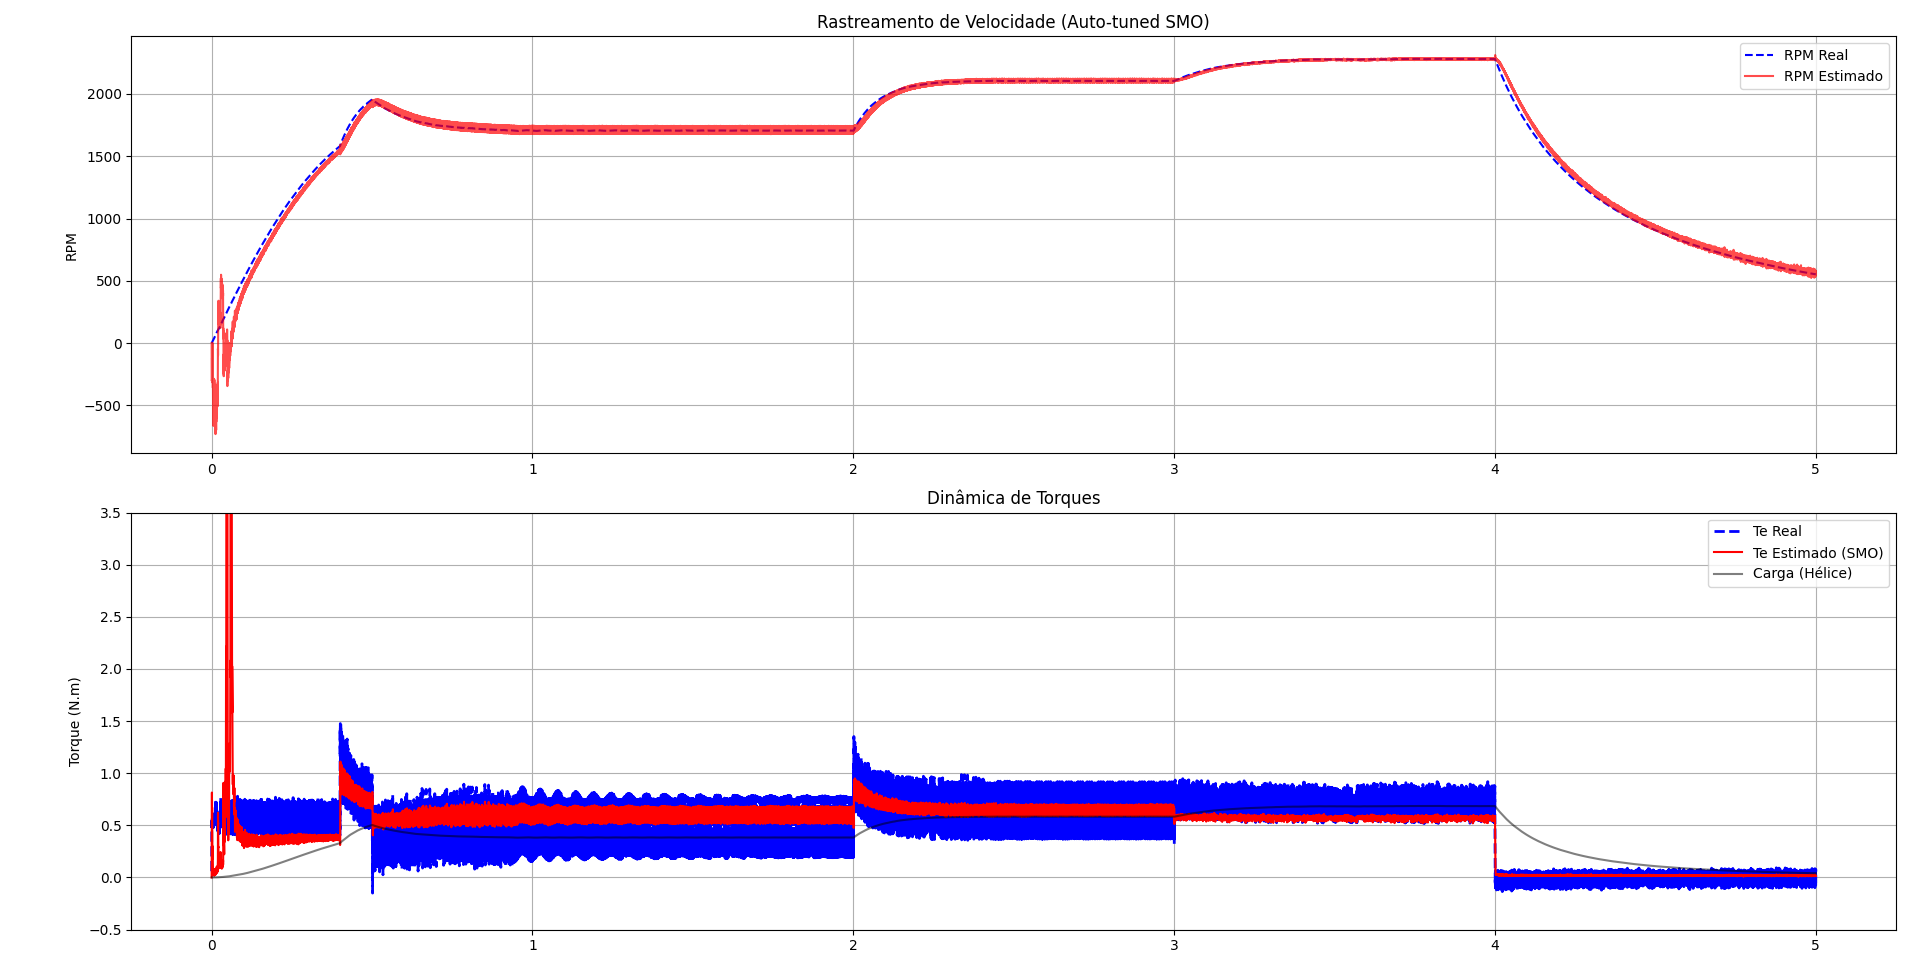 Rastreamento de Velocidade (Auto-tuned SMO)
RPM Real
RPM Estimado
RPM
2000
1500
1000
500
0
−500
0 1 2 3 4 5
Dinâmica de Torques
Te Real
Te Estimado (SMO)
Carga (Hélice)
Torque (N.m)
3.5
3.0
2.5
2.0
1.5
1.0
0.5
0.0
−0.5
0 1 2 3 4 5